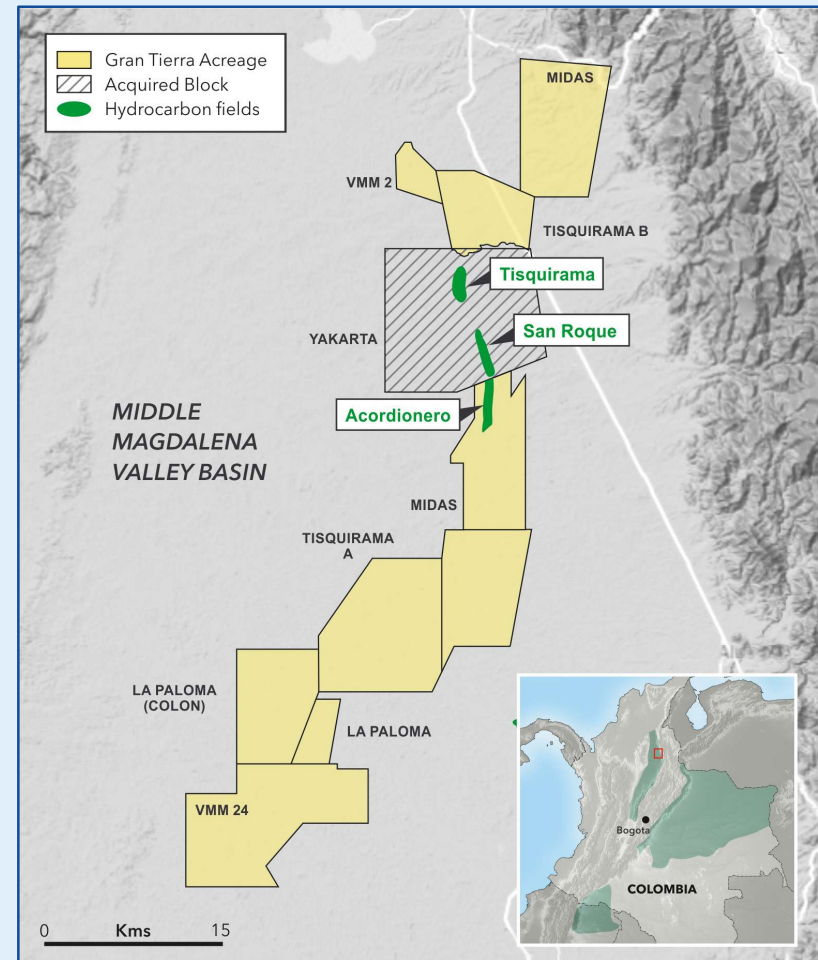 Gran Tierra Acreage
Acquired Block
Hydrocarbon fields
MIDAS
VMM 2
TISQUIRAMA B
Tisquirama
San Roque
YAKARTA
Acordionero
MIDDLE
MAGDALENA
VALLEY BASIN
MIDAS
TISQUIRAMA
A
LA PALOMA
(COLON)
LA PALOMA
VMM 24
Bogota
COLOMBIA
0 Kms 15